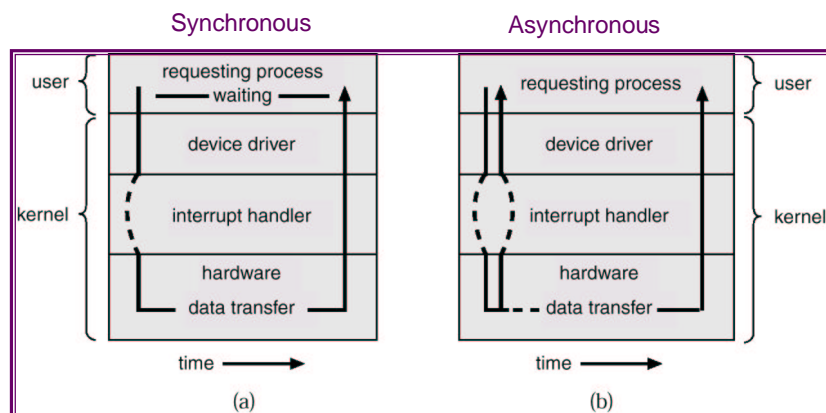 Synchronous
Asynchronous
user
requesting process
waiting
device driver
kernel
interrupt handler
hardware
data transfer
time
(a)
requesting process
user
device driver
interrupt handler
kernel
hardware
data transfer
time
(b)